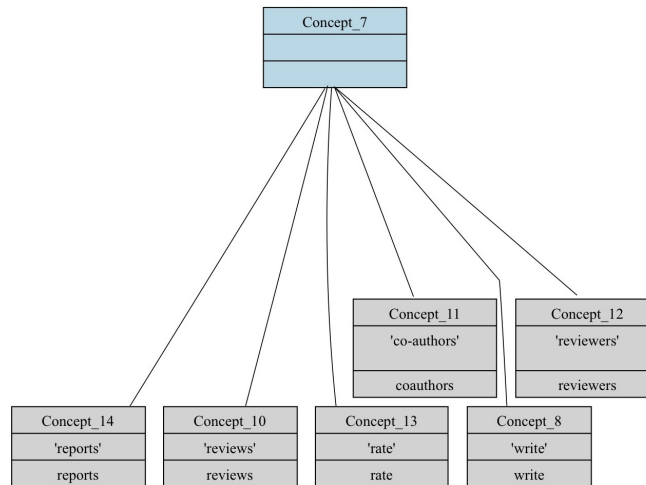 Concept_7
Concept_11
'co-authors'
coauthors
Concept_12
'reviewers'
reviewers
Concept_14
'reports'
reports
Concept_10
'reviews'
reviews
Concept_13
'rate'
rate
Concept_8
'write'
write